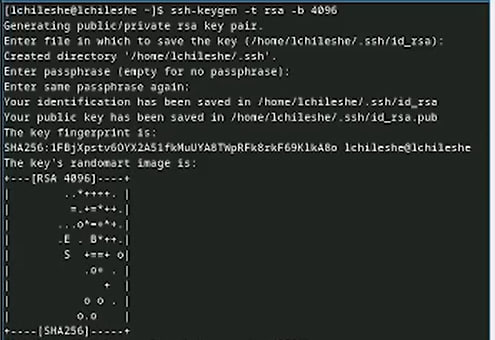 [lchileshe@lchileshe ~]$ ssh-keygen -t rsa -b 4096
Generating public/private rsa key pair.
Enter file in which to save the key (/home/lchileshe/.ssh/id_rsa):
Created directory '/home/lchileshe/.ssh'.
Enter passphrase (empty for no passphrase):
Enter same passphrase again:
Your identification has been saved in /home/lchileshe/.ssh/id_rsa
Your public key has been saved in /home/lchileshe/.ssh/id_rsa.pub
The key fingerprint is:
lchileshe@lchileshe
The key's randomart image is:
+---[RSA 4096]----+
|        ..*++++. |
|         =.+=*++.|
|       ...o*=*+. |
|       .E . B*++.|
|        S  +==+ o|
|           .o+ . |
|              +  |
|           o o . |
|          o.o    |
+----[SHA256]-----+